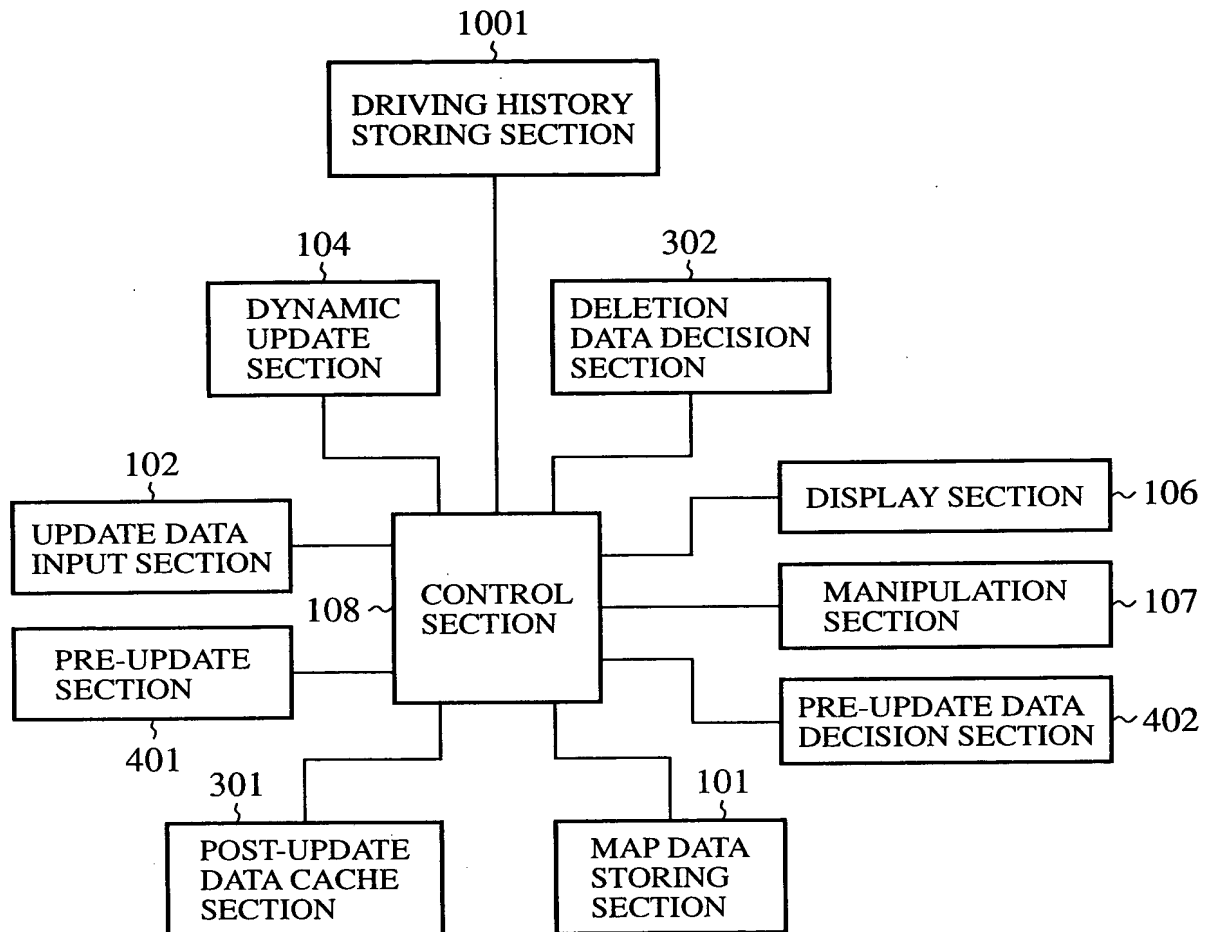 1001
DRIVING HISTORY
STORING SECTION
104
DYNAMIC
UPDATE
SECTION
302
DELETION
DATA DECISION
SECTION
102
UPDATE DATA
INPUT SECTION
DISPLAY SECTION
106
108
CONTROL
SECTION
MANIPULATION
SECTION
107
PRE-UPDATE
SECTION
401
PRE-UPDATE DATA
DECISION SECTION
402
301
POST-UPDATE
DATA CACHE
SECTION
101
MAP DATA
STORING
SECTION